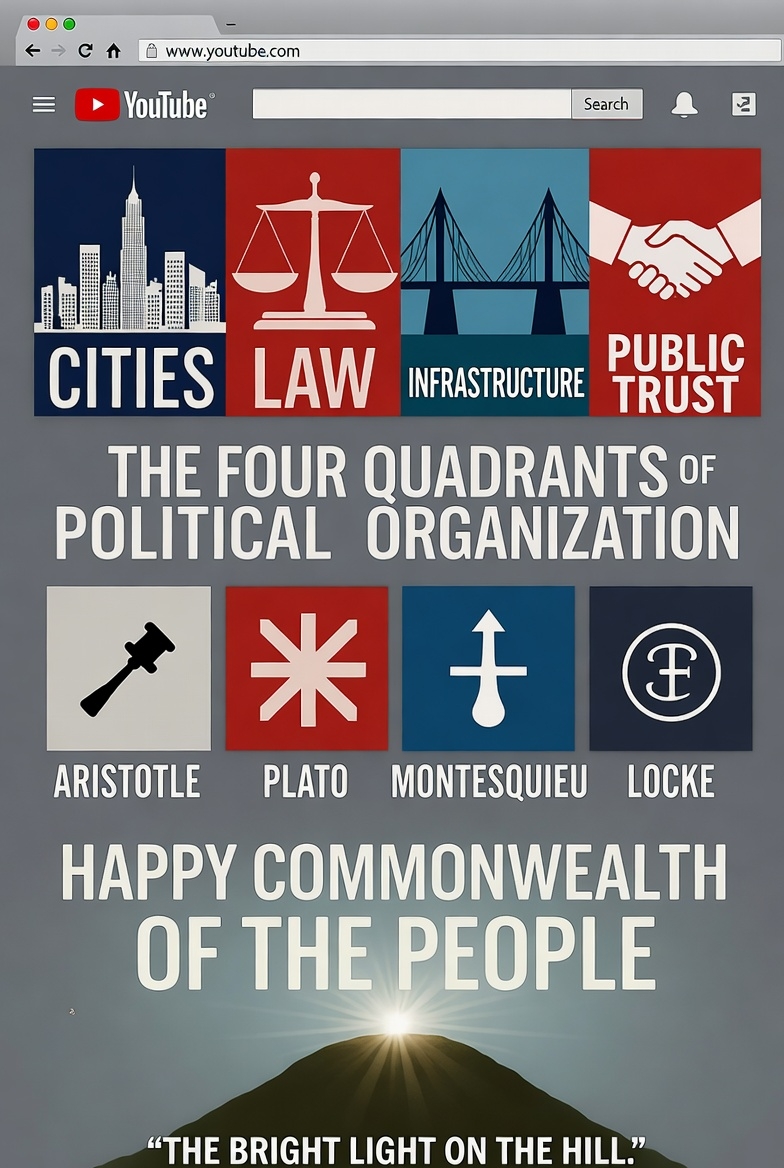 www.youtube.com
YouTube
Search
CITIES
LAW
INFRASTRUCTURE
PUBLIC
TRUST
THE FOUR QUADRANTS OF
POLITICAL ORGANIZATION
ARISTOTLE
PLATO
MONTESQUIEU
LOCKE
HAPPY COMMONWEALTH
OF THE PEOPLE
“THE BRIGHT LIGHT ON THE HILL.”